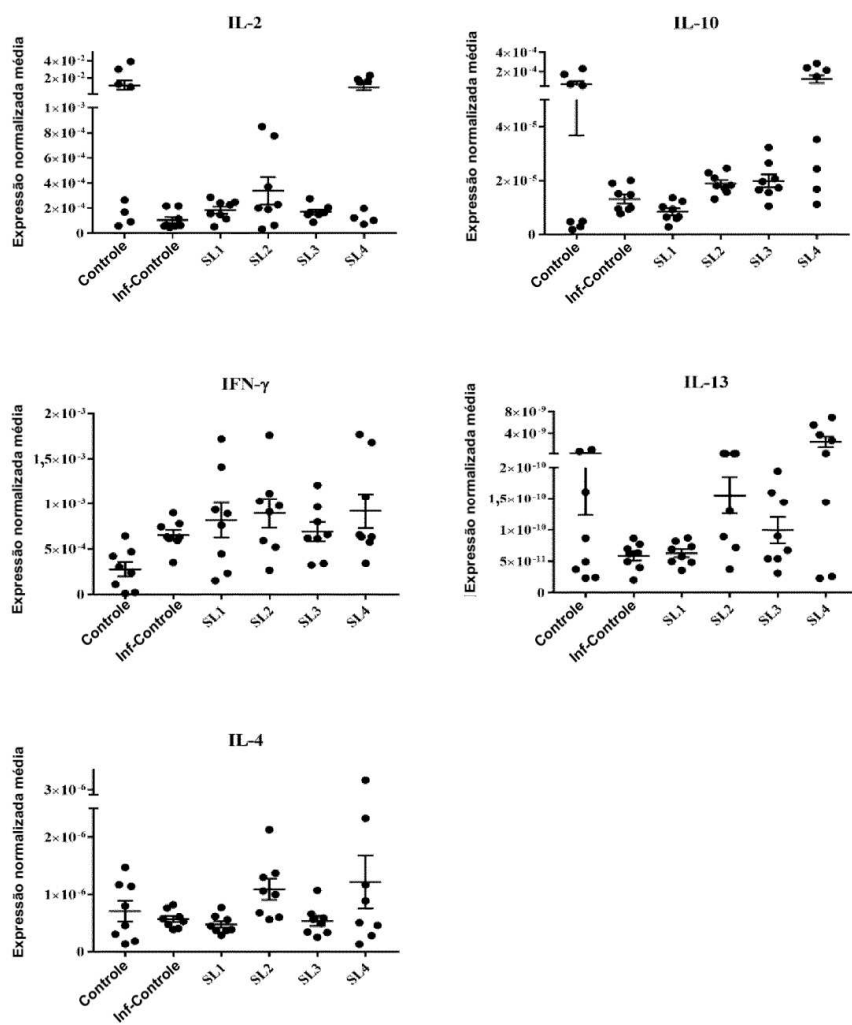 IL-2
Expressão normalizada média
4×10⁻²
2×10⁻²
1×10⁻³
8×10⁻⁴
6×10⁻⁴
4×10⁻⁴
2×10⁻⁴
0
Controle
Inf-Controle
SL1
SL2
SL3
SL4
IL-10
Expressão normalizada média
4×10⁻⁴
2×10⁻⁴
4×10⁻⁵
2×10⁻⁵
0
Controle
Inf-Controle
SL1
SL2
SL3
SL4
IFN-γ
Expressão normalizada média
2×10⁻³
1,5×10⁻³
1×10⁻³
5×10⁻⁴
0
Controle
Inf-Controle
SL1
SL2
SL3
SL4
IL-13
Expressão normalizada média
8×10⁻⁹
4×10⁻⁹
2×10⁻¹⁰
1,5×10⁻¹⁰
1×10⁻¹⁰
5×10⁻¹¹
0
Controle
Inf-Controle
SL1
SL2
SL3
SL4
IL-4
Expressão normalizada média
3×10⁻⁶
2×10⁻⁶
1×10⁻⁶
0
Controle
Inf-Controle
SL1
SL2
SL3
SL4